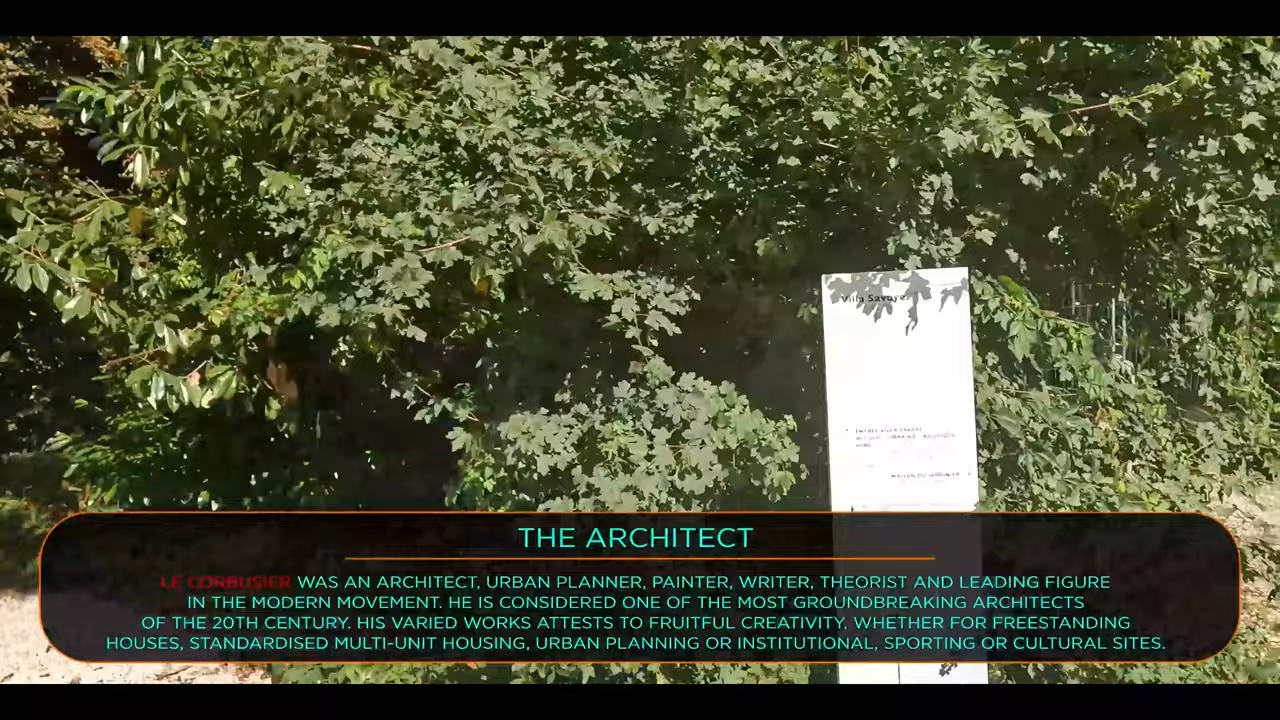 Villa Savoye
THE ARCHITECT
LE CORBUSIER WAS AN ARCHITECT, URBAN PLANNER, PAINTER, WRITER, THEORIST AND LEADING FIGURE
IN THE MODERN MOVEMENT. HE IS CONSIDERED ONE OF THE MOST GROUNDBREAKING ARCHITECTS
OF THE 20TH CENTURY. HIS VARIED WORKS ATTESTS TO FRUITFUL CREATIVITY, WHETHER FOR FREESTANDING
HOUSES, STANDARDISED MULTI-UNIT HOUSING, URBAN PLANNING OR INSTITUTIONAL, SPORTING OR CULTURAL SITES.